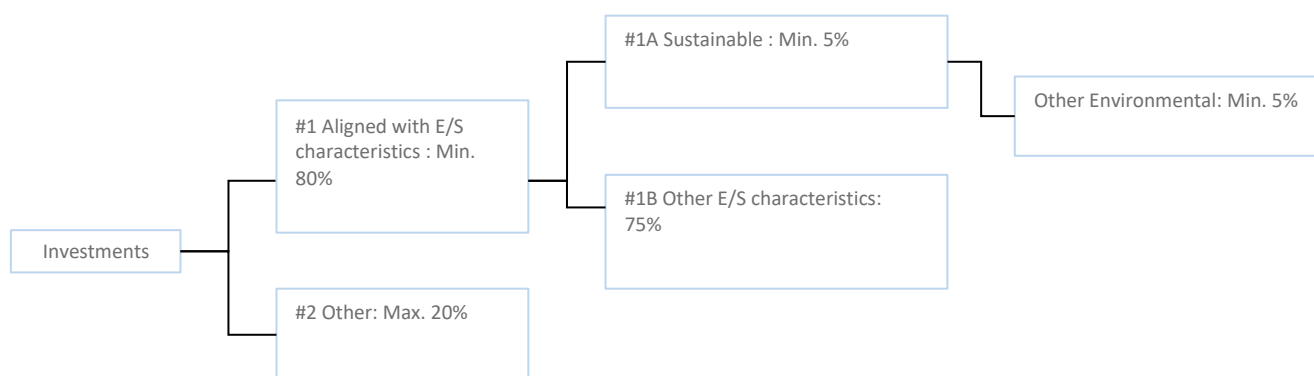 #1A Sustainable : Min. 5%
Other Environmental: Min. 5%
#1 Aligned with E/S
characteristics : Min.
80%
#1B Other E/S characteristics:
75%
Investments
#2 Other: Max. 20%